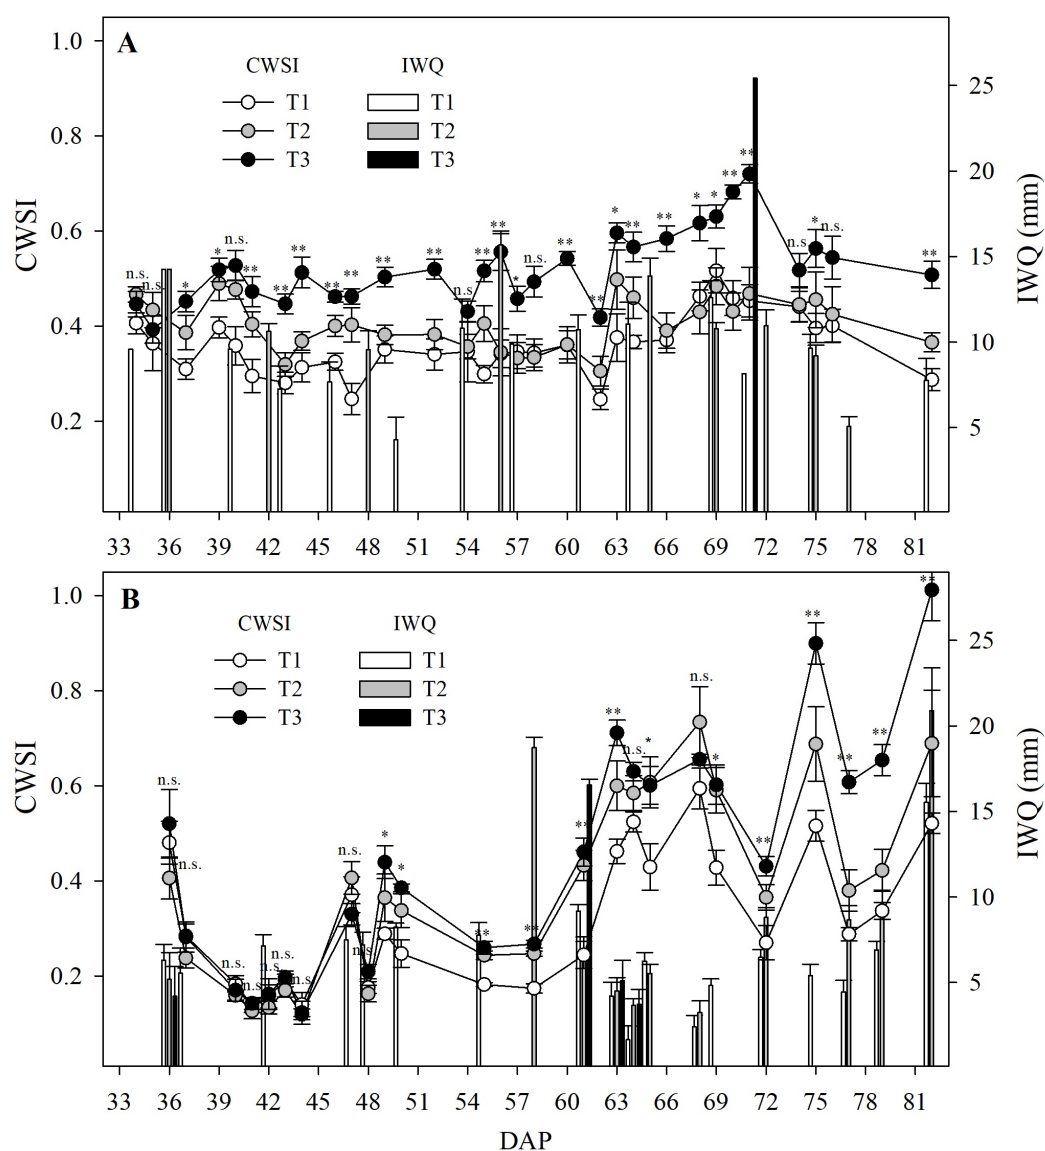 A
CWSI IWQ
T1 T1
T2 T2
T3 T3
1.0
0.8
0.6
0.4
0.2
CWSI
25
20
15
10
5
IWQ (mm)
n.s. n.s. * * n.s. ** ** ** ** ** ** ** n.s. ** ** * n.s. ** ** * ** ** * * ** ** n.s. * n.s. **
33 36 39 42 45 48 51 54 57 60 63 66 69 72 75 78 81
B
CWSI IWQ
T1 T1
T2 T2
T3 T3
1.0
0.8
0.6
0.4
0.2
CWSI
25
20
15
10
5
IWQ (mm)
n.s. n.s. n.s. n.s. n.s. n.s. n.s. n.s. n.s. * * ** ** ** ** n.s. * n.s. * ** ** ** ** **
33 36 39 42 45 48 51 54 57 60 63 66 69 72 75 78 81
DAP